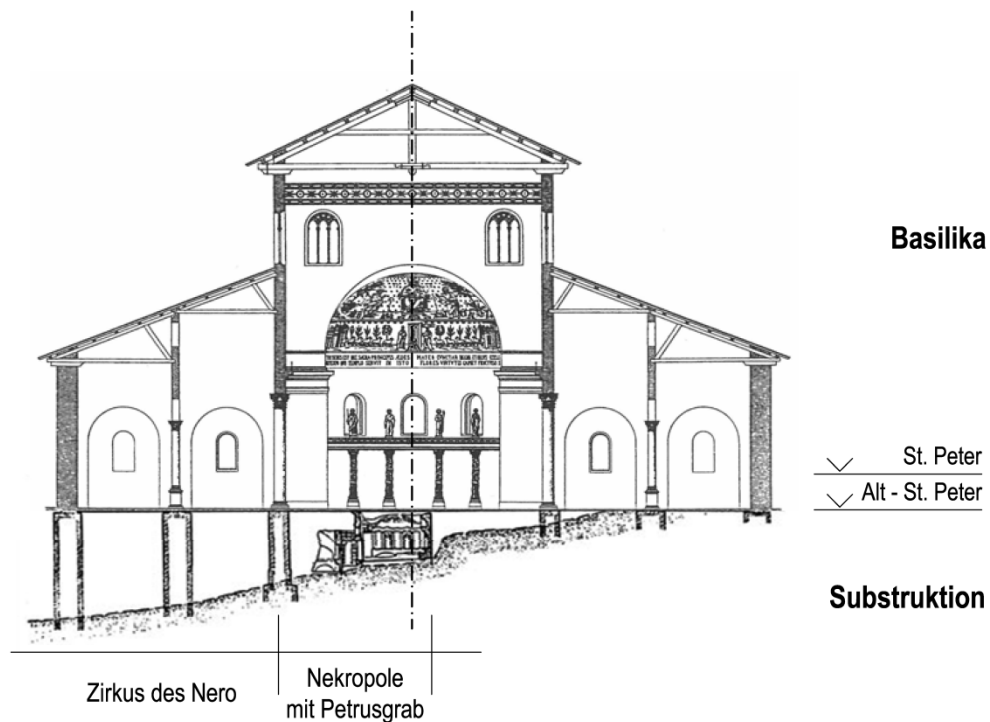 Basilika
St. Peter
Alt - St. Peter
Substruktion
Zirkus des Nero
Nekropole
mit Petrusgrab